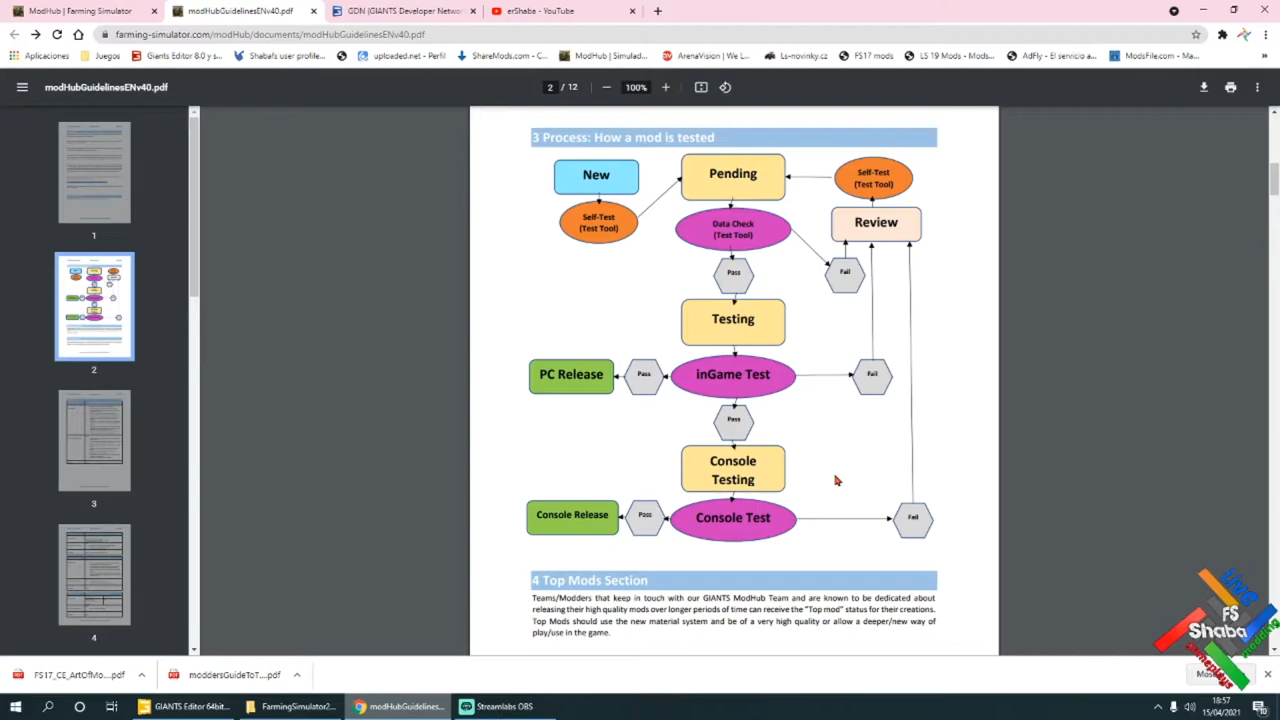 ModHub | Farming Simulator
modHubGuidelinesENv40.pdf
GDN (GIANTS Developer Networ
erShaba - YouTube
farming-simulator.com/modHub/documents/modHubGuidelinesENv40.pdf
Aplicaciones
Juegos
Giants Editor 8.0 y s...
Shabafs user profile...
uploaded.net - Perfil
ShareMods.com - C...
ModHub | Simulad...
ArenaVision | We L...
Ls-novinky.cz
FS17 mods
LS 19 Mods - Mods...
AdFly - El servicio a...
ModsFile.com - Ma...
modHubGuidelinesENv40.pdf
2 / 12
100%
1
2
3
4
3 Process: How a mod is tested
New
Pending
Self-Test
(Test Tool)
Self-Test
(Test Tool)
Data Check
(Test Tool)
Review
Pass
Fail
Testing
PC Release
Pass
inGame Test
Fail
Pass
Console
Testing
Console Release
Pass
Console Test
Fail
4 Top Mods Section
Teams/Modders that keep in touch with our GIANTS ModHub Team and are known to be dedicated about
releasing their high quality mods over longer periods of time can receive the "Top mod" status for their creations.
Top Mods should use the new material system and be of a very high quality or allow a deeper/new way of
play/use in the game.
Live
FS
Shaba
modding
gameplays
FS17_CE_ArtOfMo....pdf
moddersGuideToT....pdf
GIANTS Editor 64bit...
FarmingSimulator2...
modHubGuidelines...
Streamlabs OBS
18:57
15/04/2021